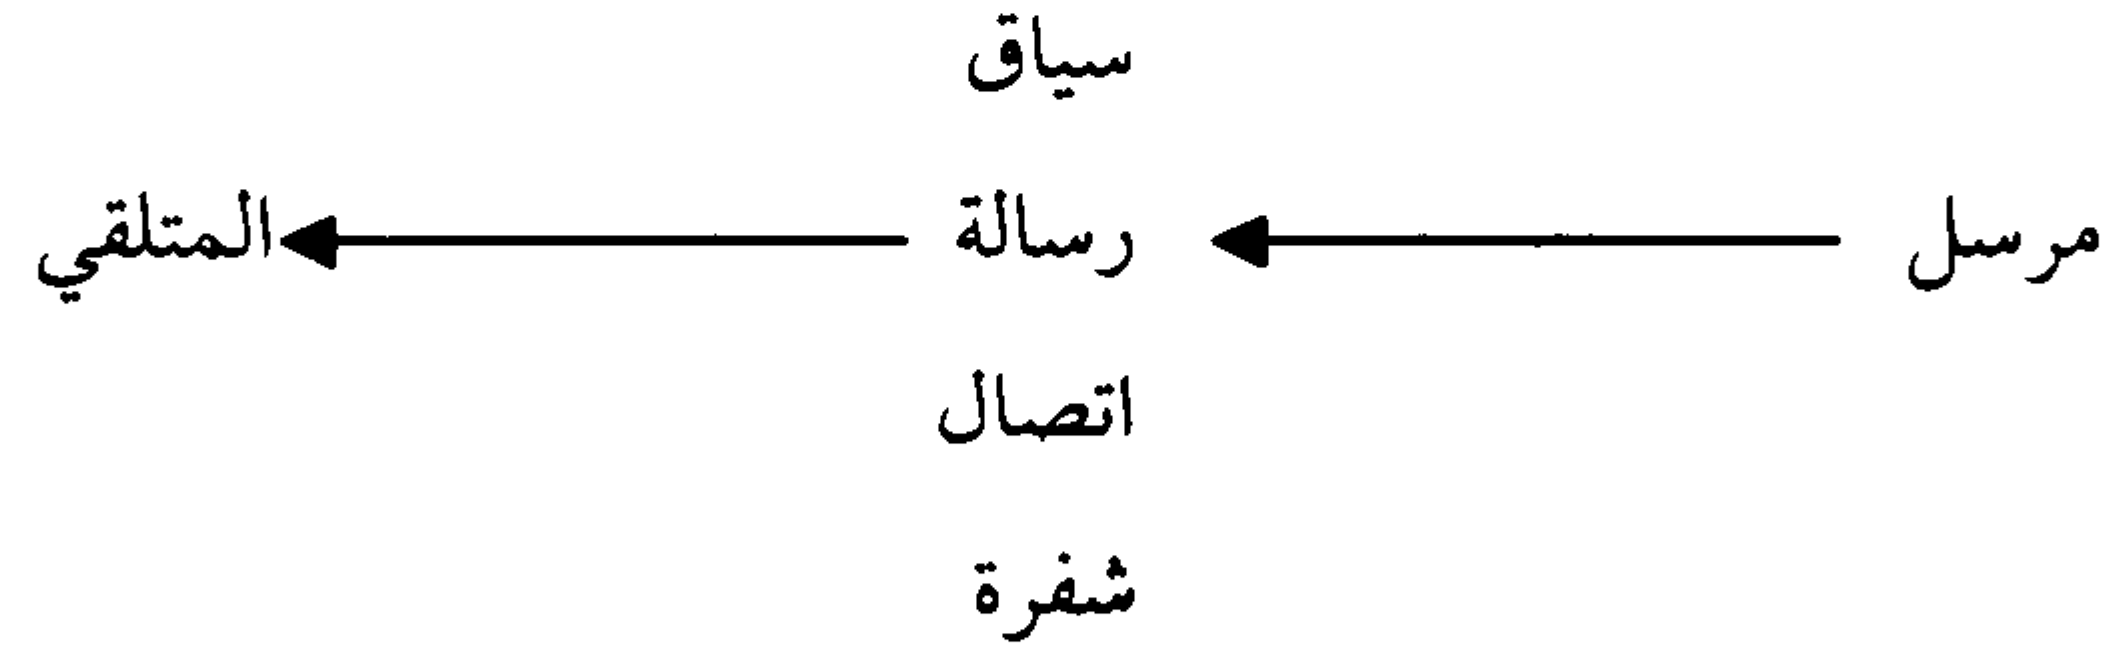 سياق
مرسل رسالة المتلقي
اتصال
شفرة